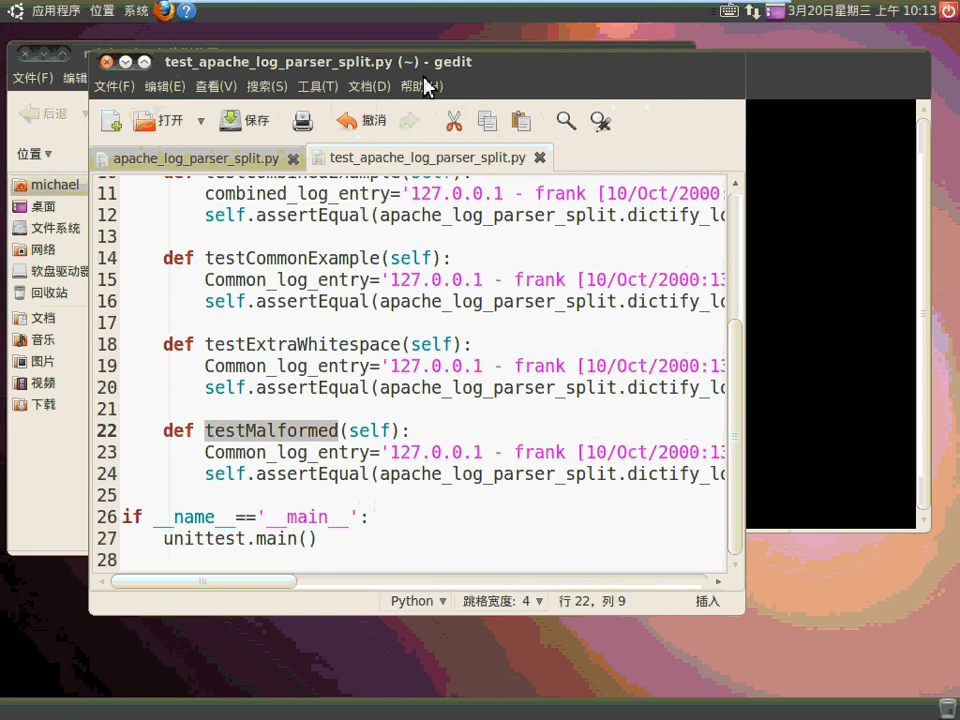 应用程序 位置 系统 3月20日星期三 上午 10:13
test_apache_log_parser_split.py (~) - gedit
文件(F) 编辑
文件(F) 编辑(E) 查看(V) 搜索(S) 工具(T) 文档(D) 帮助
后退
打开 保存 撤消
位置
apache_log_parser_split.py test_apache_log_parser_split.py
michael
桌面
文件系统
网络
软盘驱动器
回收站
文档
音乐
图片
视频
下载
11 combined_log_entry='127.0.0.1 - frank [10/Oct/2000:
12 self.assertEqual(apache_log_parser_split.dictify_lo
13
14 def testCommonExample(self):
15 Common_log_entry='127.0.0.1 - frank [10/Oct/2000:13
16 self.assertEqual(apache_log_parser_split.dictify_lo
17
18 def testExtraWhitespace(self):
19 Common_log_entry='127.0.0.1 - frank [10/Oct/2000:13
20 self.assertEqual(apache_log_parser_split.dictify_lo
21
22 def testMalformed(self):
23 Common_log_entry='127.0.0.1 - frank [10/Oct/2000:13
24 self.assertEqual(apache_log_parser_split.dictify_lo
25
26 if __name__=='__main__':
27 unittest.main()
28
Python 跳格宽度: 4 行 22, 列 9 插入